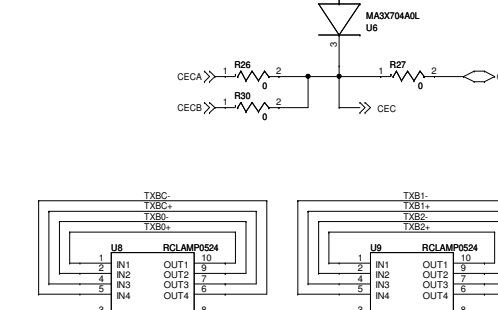 MA3X704A0L
U6
3
R26
R27
CECA 1 2 1 2
0 0
R30
CECB 1 2 CEC
0
TXBC- TXB1-
TXBC+ TXB1+
TXB0- TXB2-
TXB0+ TXB2+
U8 RCLAMP0524 U9 RCLAMP0524
1 IN1 OUT1 10 1 IN1 OUT1 10
2 IN2 OUT2 9 2 IN2 OUT2 9
4 IN3 OUT3 7 4 IN3 OUT3 7
5 IN4 OUT4 6 5 IN4 OUT4 6
3 8 3 8